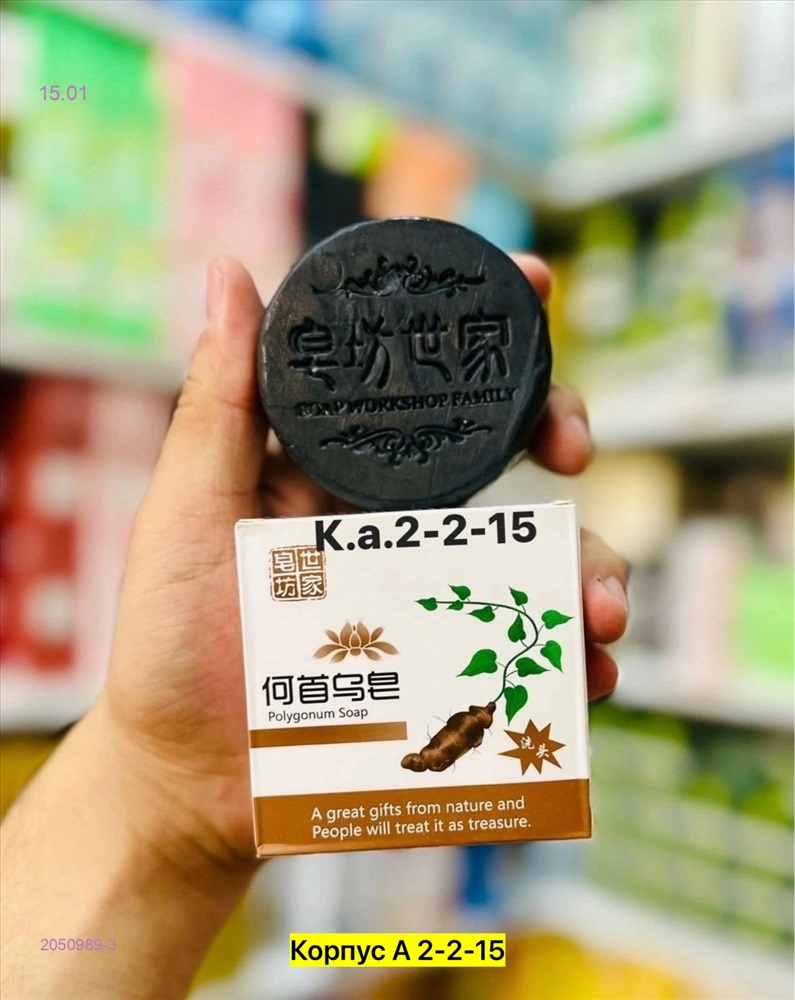 15.01
皂坊世家
SOAP WORKSHOP FAMILY
K.a.2-2-15
皂世
坊家
何首乌皂
Polygonum Soap
洗头
A great gifts from nature and
People will treat it as treasure.
2050989-3
Корпус А 2-2-15